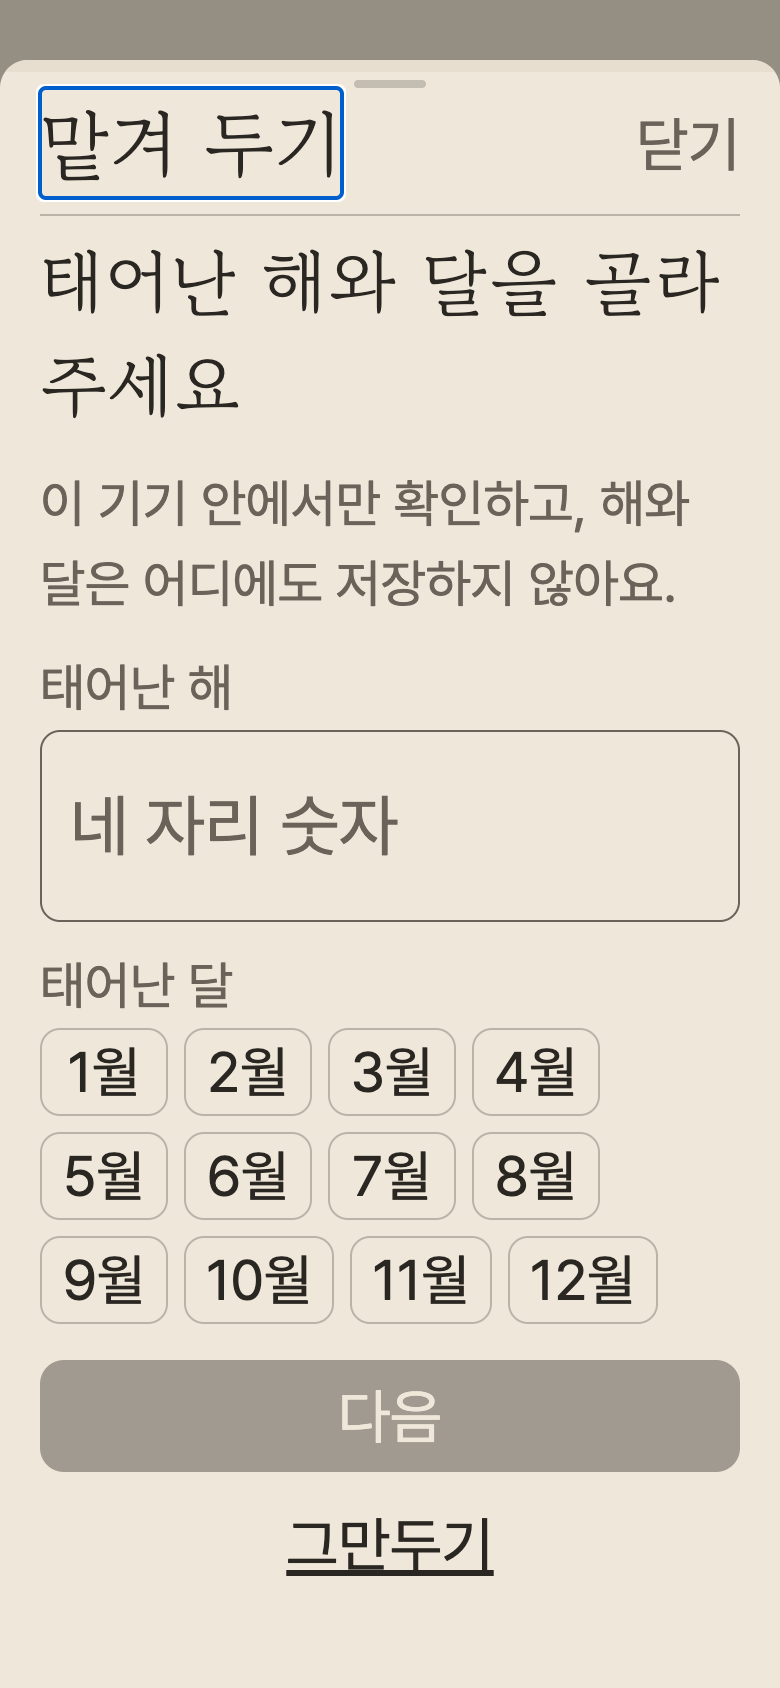 맡겨 두기
닫기
태어난 해와 달을 골라
주세요
이 기기 안에서만 확인하고, 해와
달은 어디에도 저장하지 않아요.
태어난 해
네 자리 숫자
태어난 달
1월 2월 3월 4월
5월 6월 7월 8월
9월 10월 11월 12월
다음
그만두기